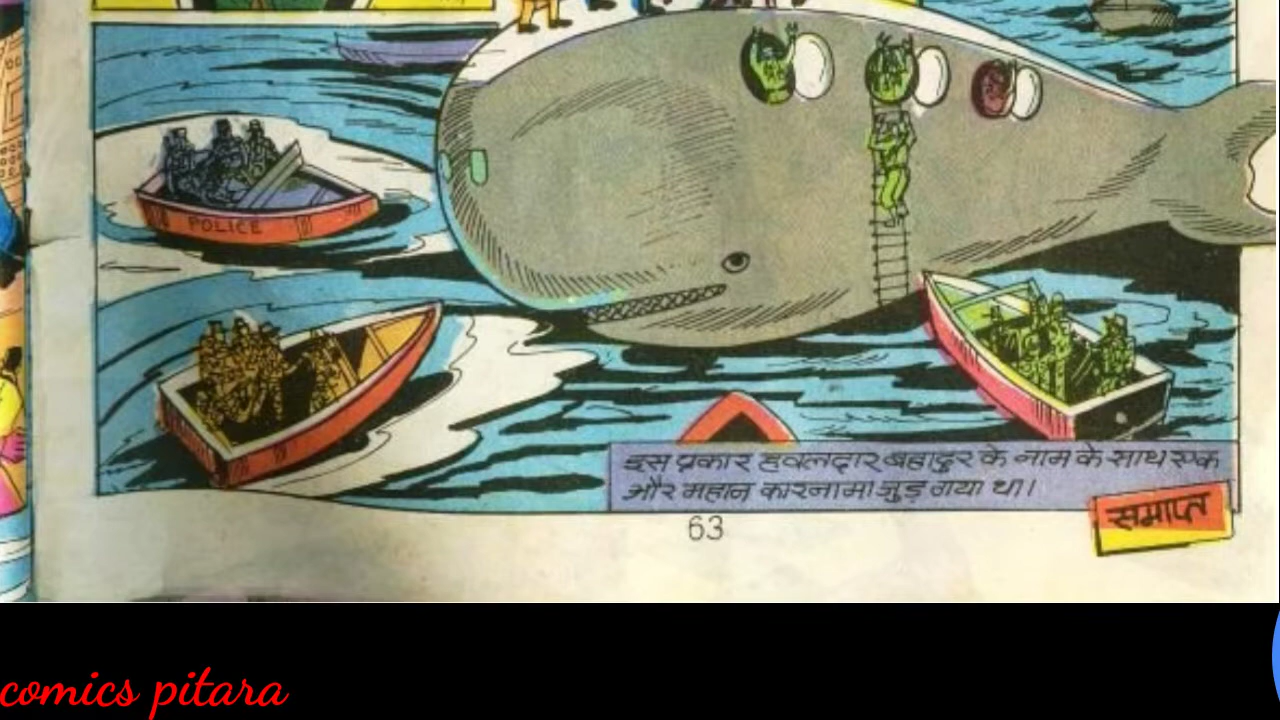 POLICE
इस प्रकार हवलदार बहादुर के नाम के साथ एक
और महान कारनामा जुड़ गया था।
समाप्त
63
comics pitara